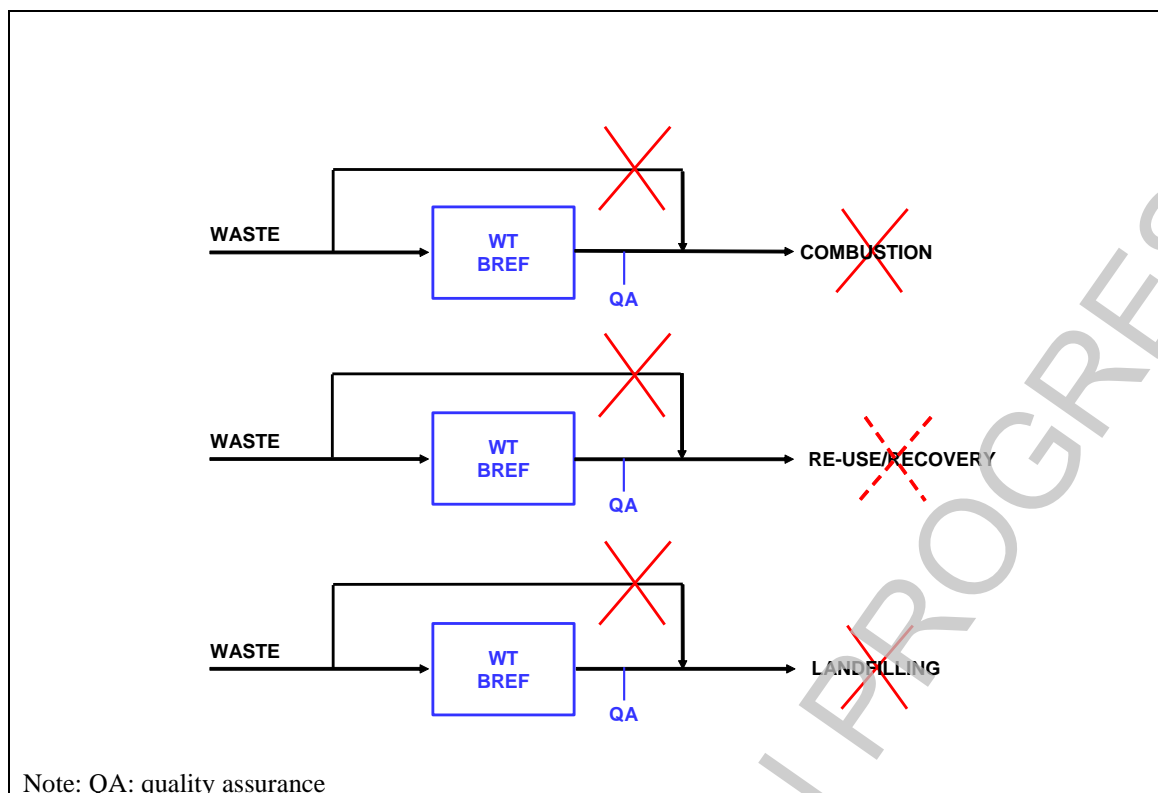 WASTE
WT
BREF
QA
COMBUSTION
WASTE
WT
BREF
QA
RE-USE/RECOVERY
WASTE
WT
BREF
QA
LANDFILLING
Note: QA: quality assurance
PROGRES